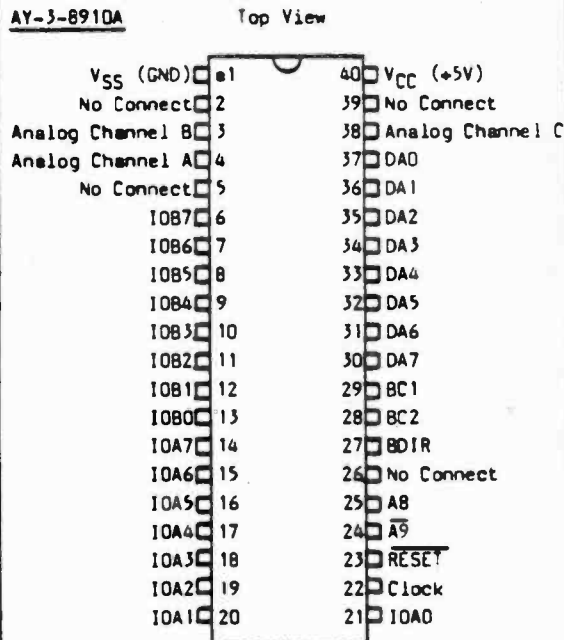 AY-3-8910A Top View
VSS (GND) 1 40 VCC (+5V)
No Connect 2 39 No Connect
Analog Channel B 3 38 Analog Channel C
Analog Channel A 4 37 DA0
No Connect 5 36 DA1
IOB7 6 35 DA2
IOB6 7 34 DA3
IOB5 8 33 DA4
IOB4 9 32 DA5
IOB3 10 31 DA6
IOB2 11 30 DA7
IOB1 12 29 BC1
IOB0 13 28 BC2
IOA7 14 27 BDIR
IOA6 15 26 No Connect
IOA5 16 25 A8
IOA4 17 24 A9
IOA3 18 23 RESET
IOA2 19 22 Clock
IOA1 20 21 IOA0